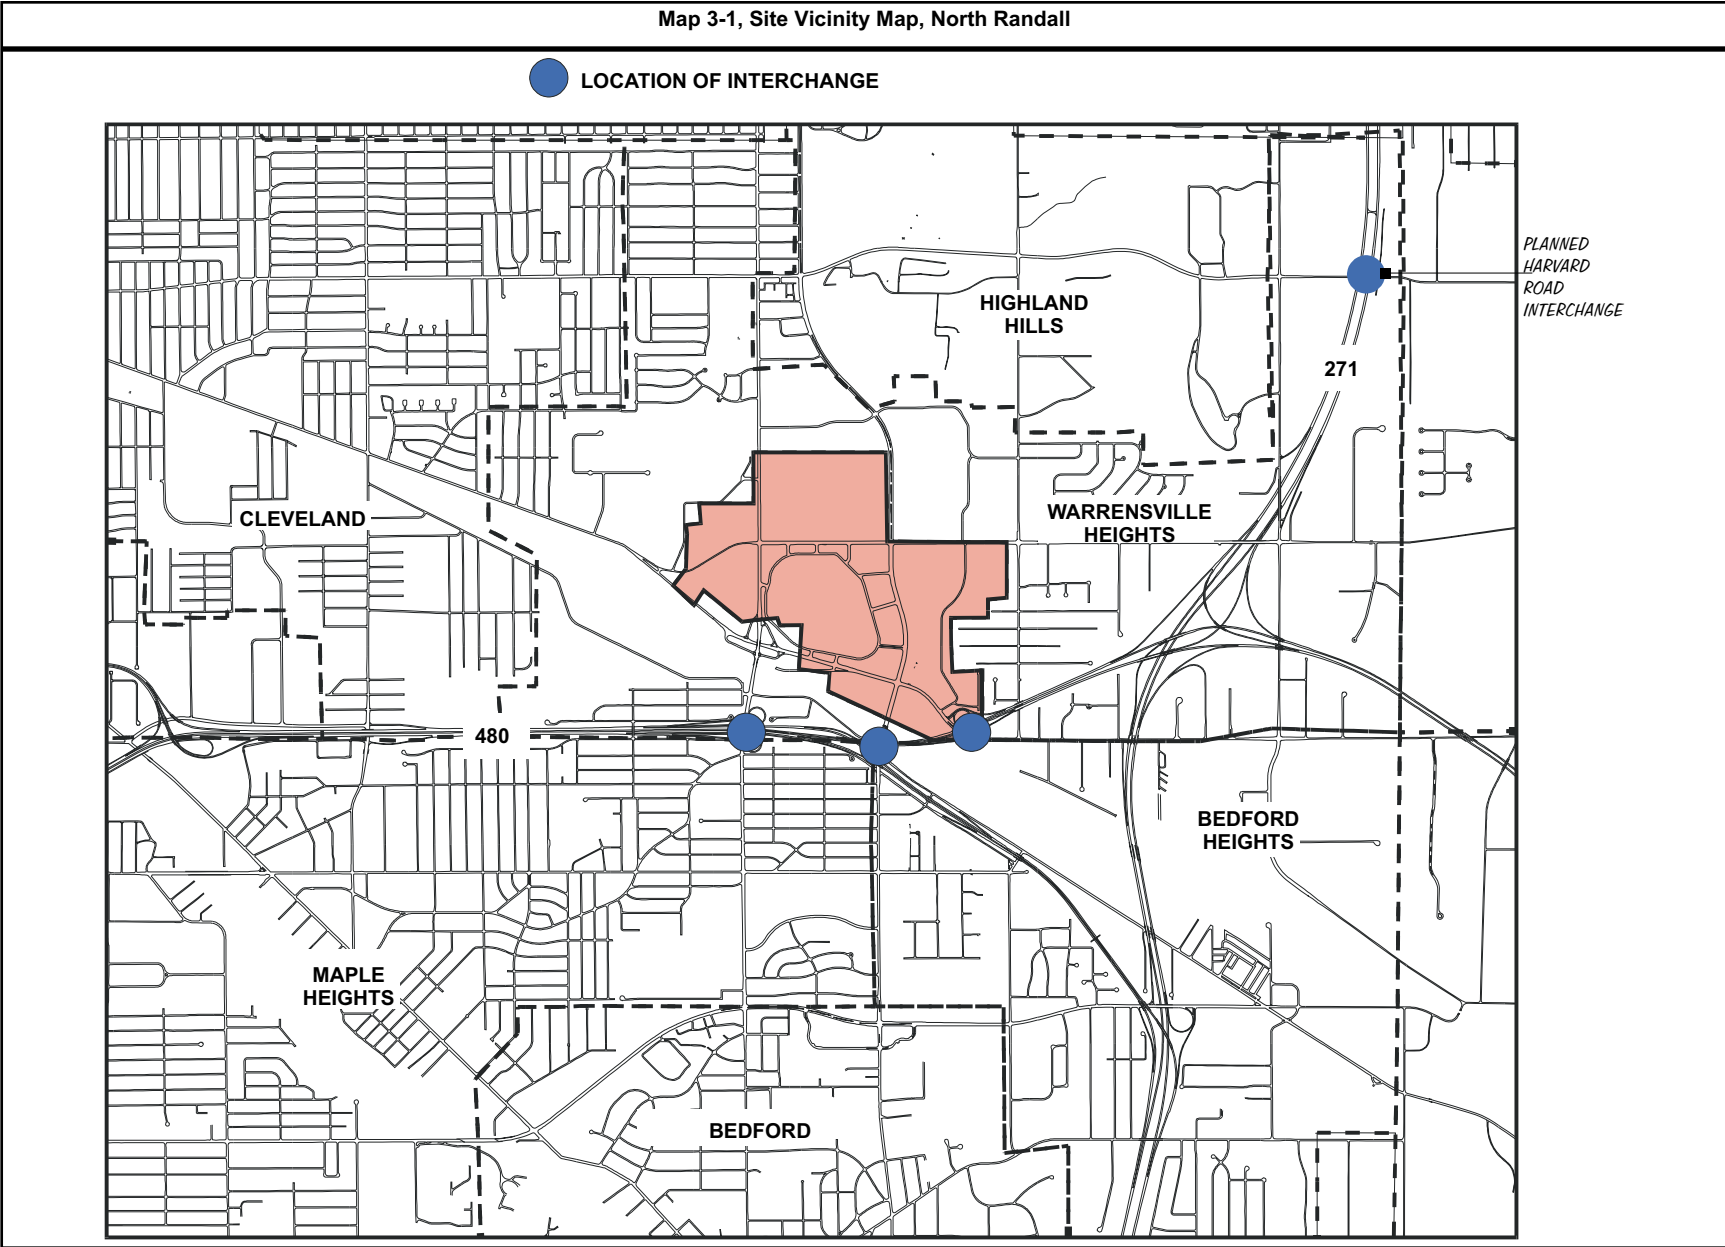 Map 3-1, Site Vicinity Map, North Randall
LOCATION OF INTERCHANGE
PLANNED
HARVARD
ROAD
INTERCHANGE
HIGHLAND
HILLS
271
CLEVELAND
WARRENSVILLE
HEIGHTS
480
BEDFORD
HEIGHTS
MAPLE
HEIGHTS
BEDFORD